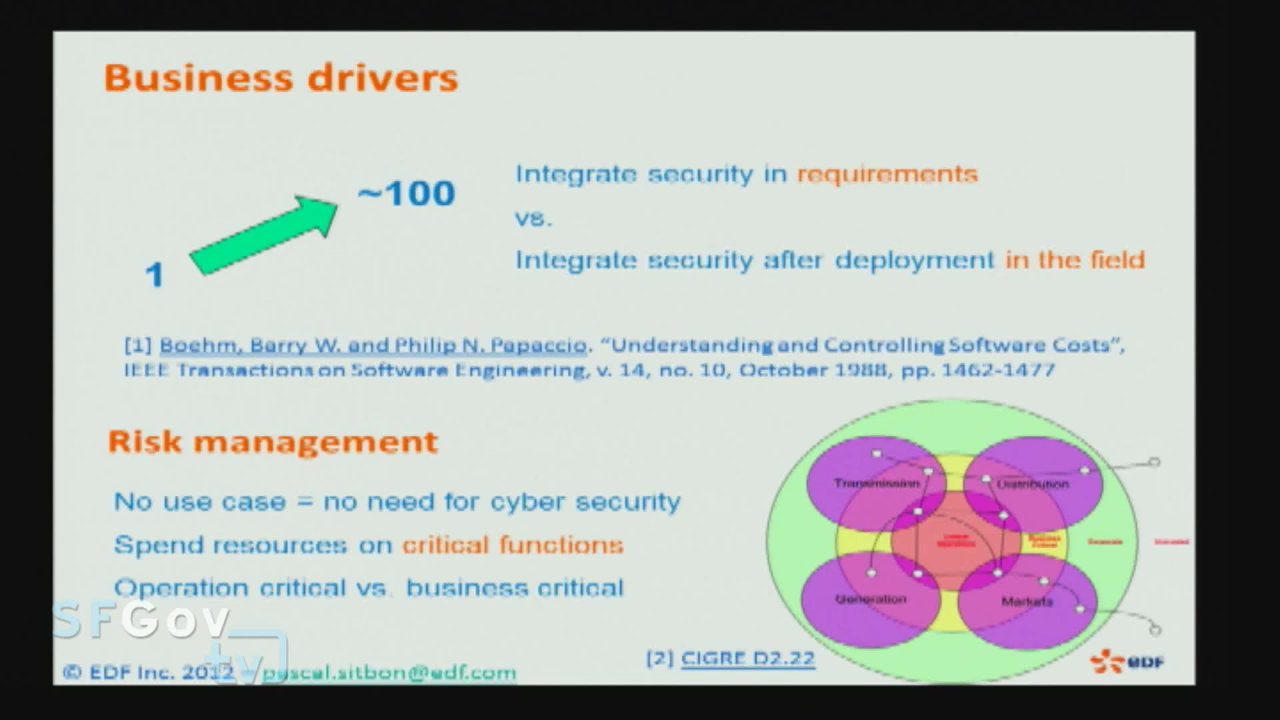 Business drivers
~100
1
Integrate security in requirements
vs.
Integrate security after deployment in the field
[1] Boehm, Barry W. and Philip N. Papaccio. “Understanding and Controlling Software Costs”,
IEEE Transactions on Software Engineering, v. 14, no. 10, October 1988, pp. 1462-1477
Risk management
No use case = no need for cyber security
Spend resources on critical functions
Operation critical vs. business critical
Transmission
Distribution
Generation
Markets
[2] CIGRE D2.22
© EDF Inc. 2012 - pascal.sitbon@edf.com
eDF
SFGov
tv